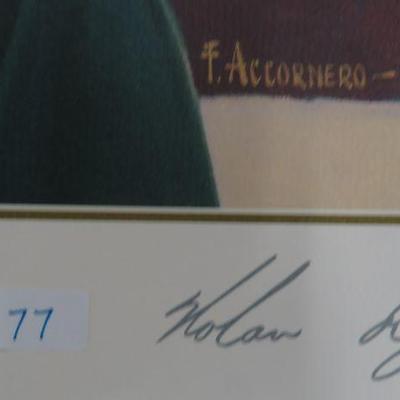 F. ACCORNERO –
77 Nolan